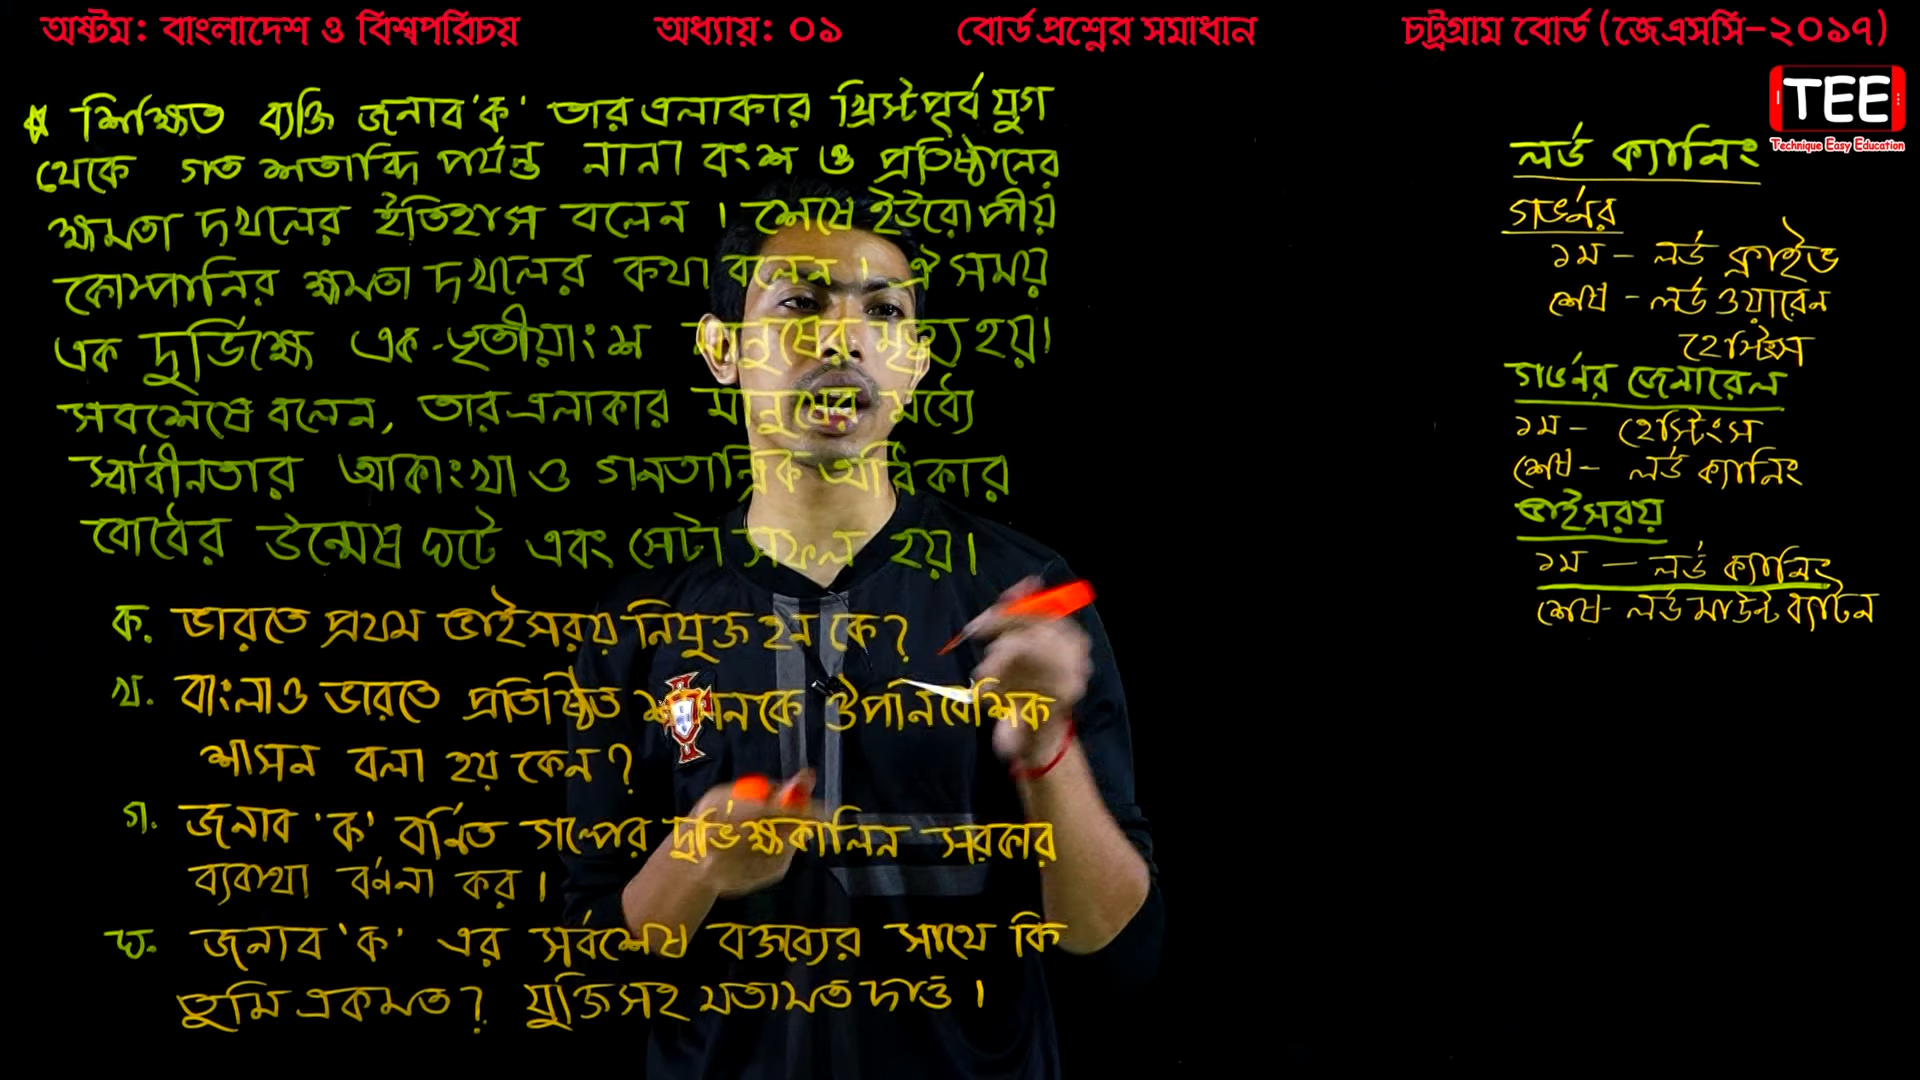 অষ্টম: বাংলাদেশ ও বিশ্বপরিচয় অধ্যায়: ০১ বোর্ড প্রশ্নের সমাধান চট্রগ্রাম বোর্ড (জেএসসি-২০১৭)
TEE
Technique Easy Education
শিক্ষিত ব্যক্তি জনাব 'ক' তার এলাকার খ্রিস্টপূর্ব যুগ
থেকে গত শতাব্দি পর্যন্ত নানা বংশ ও প্রতিষ্ঠানের
ক্ষমতা দখলের ইতিহাস বলেন। শেষে ইউরোপীয়
কোম্পানির ক্ষমতা দখলের কথা বলেন। ঐ সময়
এক দুর্ভিক্ষে এক-তৃতীয়াংশ মানুষের মৃত্যু হয়।
সবশেষে বলেন, তার এলাকার মানুষের মধ্যে
স্বাধীনতার আকাংখা ও গনতান্ত্রিক অধিকার
বোধের উন্মেষ ঘটে এবং সেটা সফল হয়।
ক. ভারতে প্রথম ভাইসরয় নিযুক্ত হন কে?
খ. বাংলা ও ভারতে প্রতিষ্ঠিত শাসনকে ঔপনিবেশিক
শাসন বলা হয় কেন?
গ. জনাব 'ক' বর্নিত গল্পের দুর্ভিক্ষকালিন সরকার
ব্যবস্থা বর্ননা কর।
ঘ. জনাব 'ক' এর সর্বশেষ বক্তব্যের সাথে কি
তুমি একমত? যুক্তিসহ মতামত দাও।
লর্ড ক্যানিং
গভর্নর
১ম - লর্ড ক্লাইভ
শেষ - লর্ড ওয়ারেন
হেস্টিংস
গভর্নর জেনারেল
১ম - হেস্টিংস
শেষ - লর্ড ক্যানিং
ভাইসরয়
১ম - লর্ড ক্যানিং
শেষ - লর্ড মাউন্ট ব্যাটন